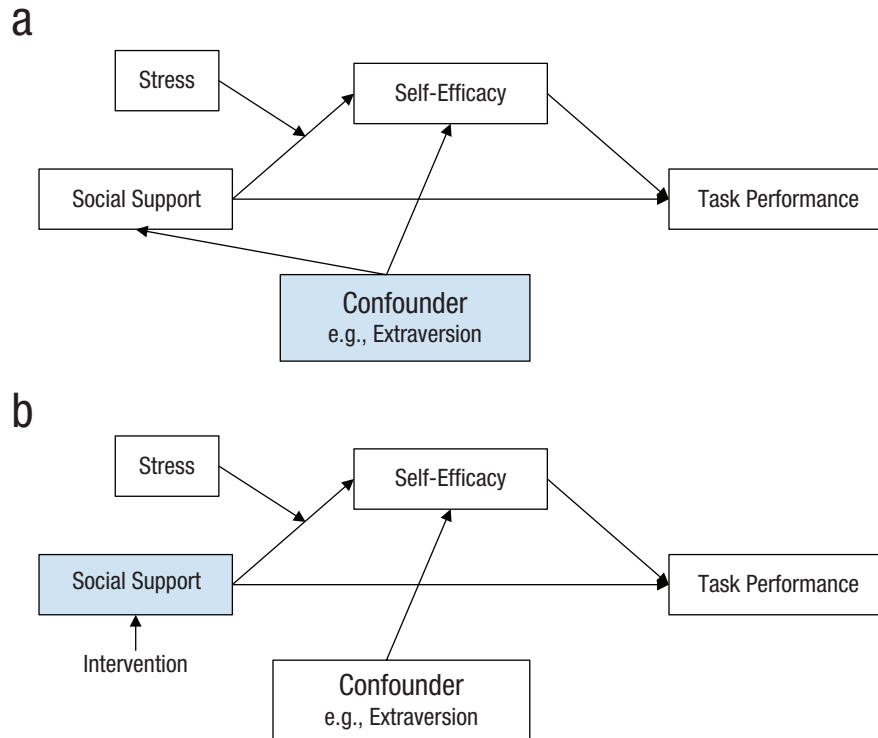 a
Stress
Self-Efficacy
Social Support
Task Performance
Confounder
e.g., Extraversion
b
Stress
Self-Efficacy
Social Support
Task Performance
Intervention
Confounder
e.g., Extraversion